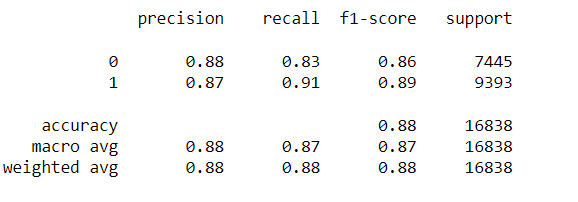 precision recall f1-score support
0 0.88 0.83 0.86 7445
1 0.87 0.91 0.89 9393
accuracy 0.88 16838
macro avg 0.88 0.87 0.87 16838
weighted avg 0.88 0.88 0.88 16838